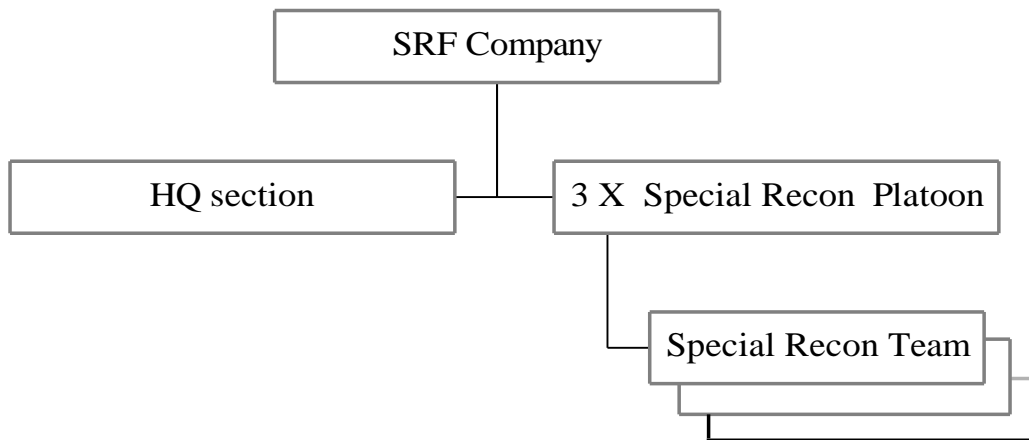 SRF Company
HQ section
3 X Special Recon Platoon
Special Recon Team